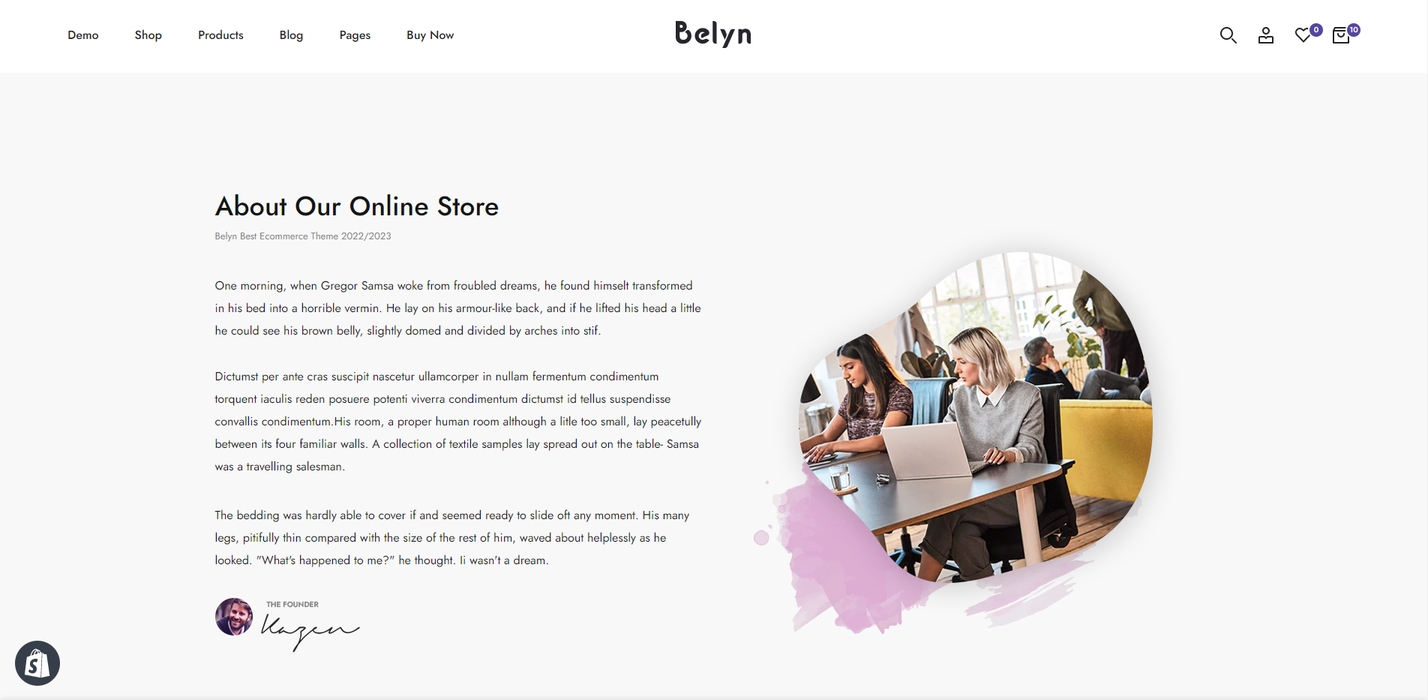 Demo Shop Products Blog Pages Buy Now Belyn 0 10
About Our Online Store
Belyn Best Ecommerce Theme 2022/2023
One morning, when Gregor Samsa woke from froubled dreams, he found himselt transformed
in his bed into a horrible vermin. He lay on his armour-like back, and if he lifted his head a little
he could see his brown belly, slightly domed and divided by arches into stif.
Dictumst per ante cras suscipit nascetur ullamcorper in nullam fermentum condimentum
torquent iaculis reden posuere potenti viverra condimentum dictumst id tellus suspendisse
convallis condimentum.His room, a proper human room although a litle too small, lay peacetully
between its four familiar walls. A collection of textile samples lay spread out on the table- Samsa
was a travelling salesman.
The bedding was hardly able to cover if and seemed ready to slide oft any moment. His many
legs, pitifully thin compared with the size of the rest of him, waved about helplessly as he
looked. "What's happened to me?" he thought. Ii wasn't a dream.
THE FOUNDER